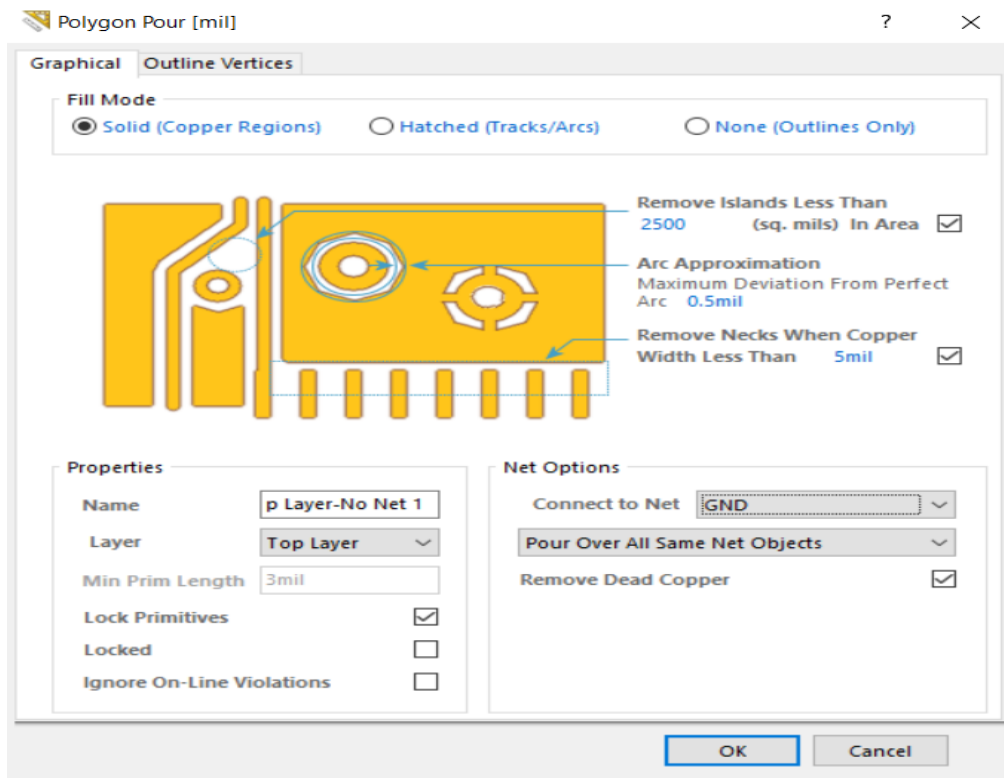 Polygon Pour [mil]
?
Graphical Outline Vertices
Fill Mode
Solid (Copper Regions) Hatched (Tracks/Arcs) None (Outlines Only)
Remove Islands Less Than
2500 (sq. mils) In Area
Arc Approximation
Maximum Deviation From Perfect
Arc 0.5mil
Remove Necks When Copper
Width Less Than 5mil
Properties
Name p Layer-No Net 1
Layer Top Layer
Min Prim Length 3mil
Lock Primitives
Locked
Ignore On-Line Violations
Net Options
Connect to Net GND
Pour Over All Same Net Objects
Remove Dead Copper
OK Cancel